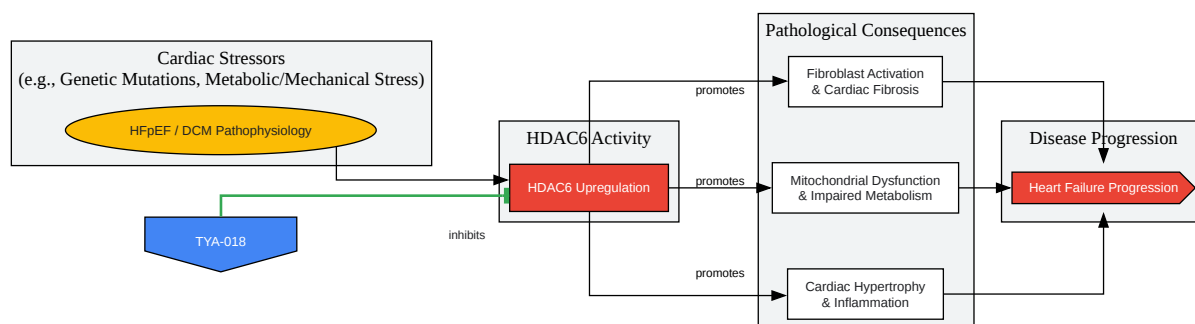 Cardiac Stressors
(e.g., Genetic Mutations, Metabolic/Mechanical Stress)
HFpEF / DCM Pathophysiology
TYA-018
inhibits
HDAC6 Activity
HDAC6 Upregulation
promotes
promotes
promotes
Pathological Consequences
Fibroblast Activation
& Cardiac Fibrosis
Mitochondrial Dysfunction
& Impaired Metabolism
Cardiac Hypertrophy
& Inflammation
Disease Progression
Heart Failure Progression